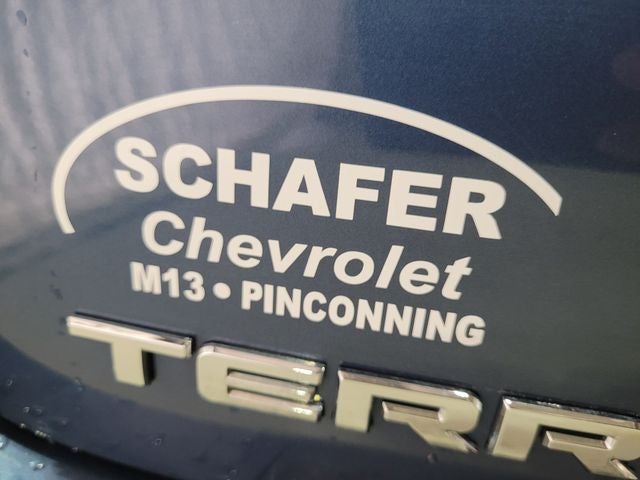 SCHAFER
Chevrolet
M13 • PINCONNING
TERR